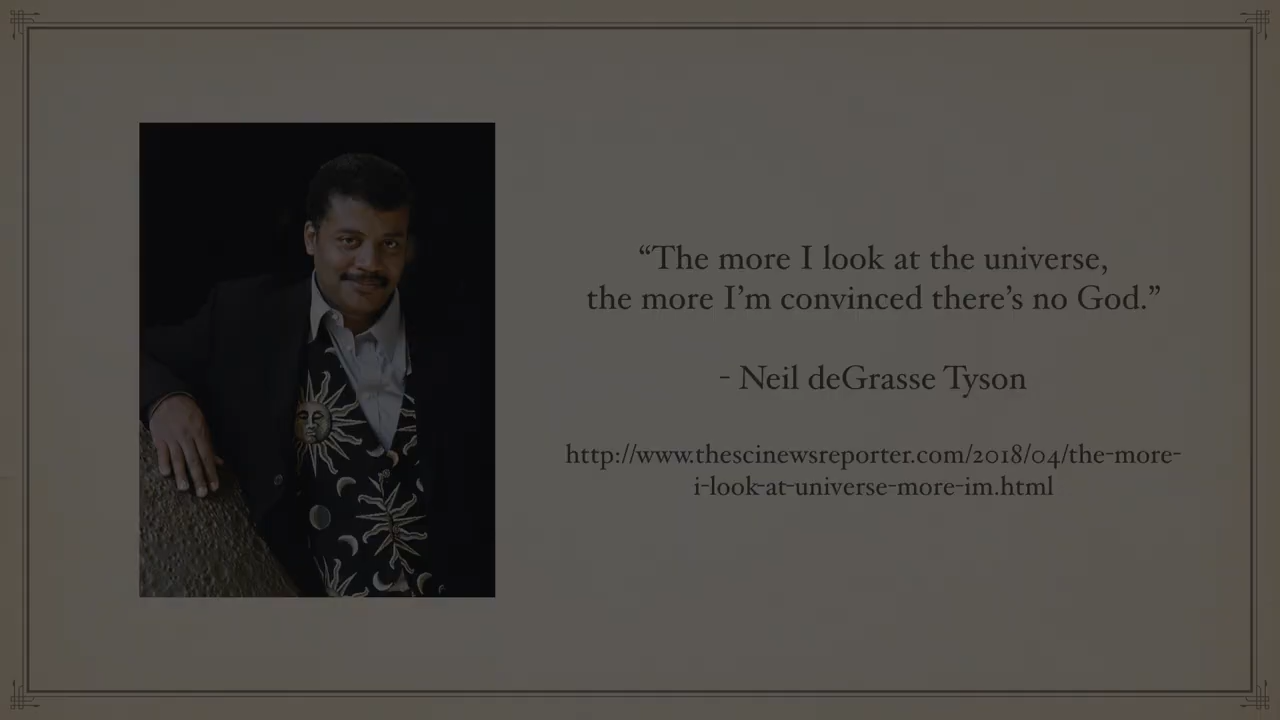 “The more I look at the universe,
the more I’m convinced there’s no God.”
- Neil deGrasse Tyson
http://www.thescinewsreporter.com/2018/04/the-more-
i-look-at-universe-more-im.html